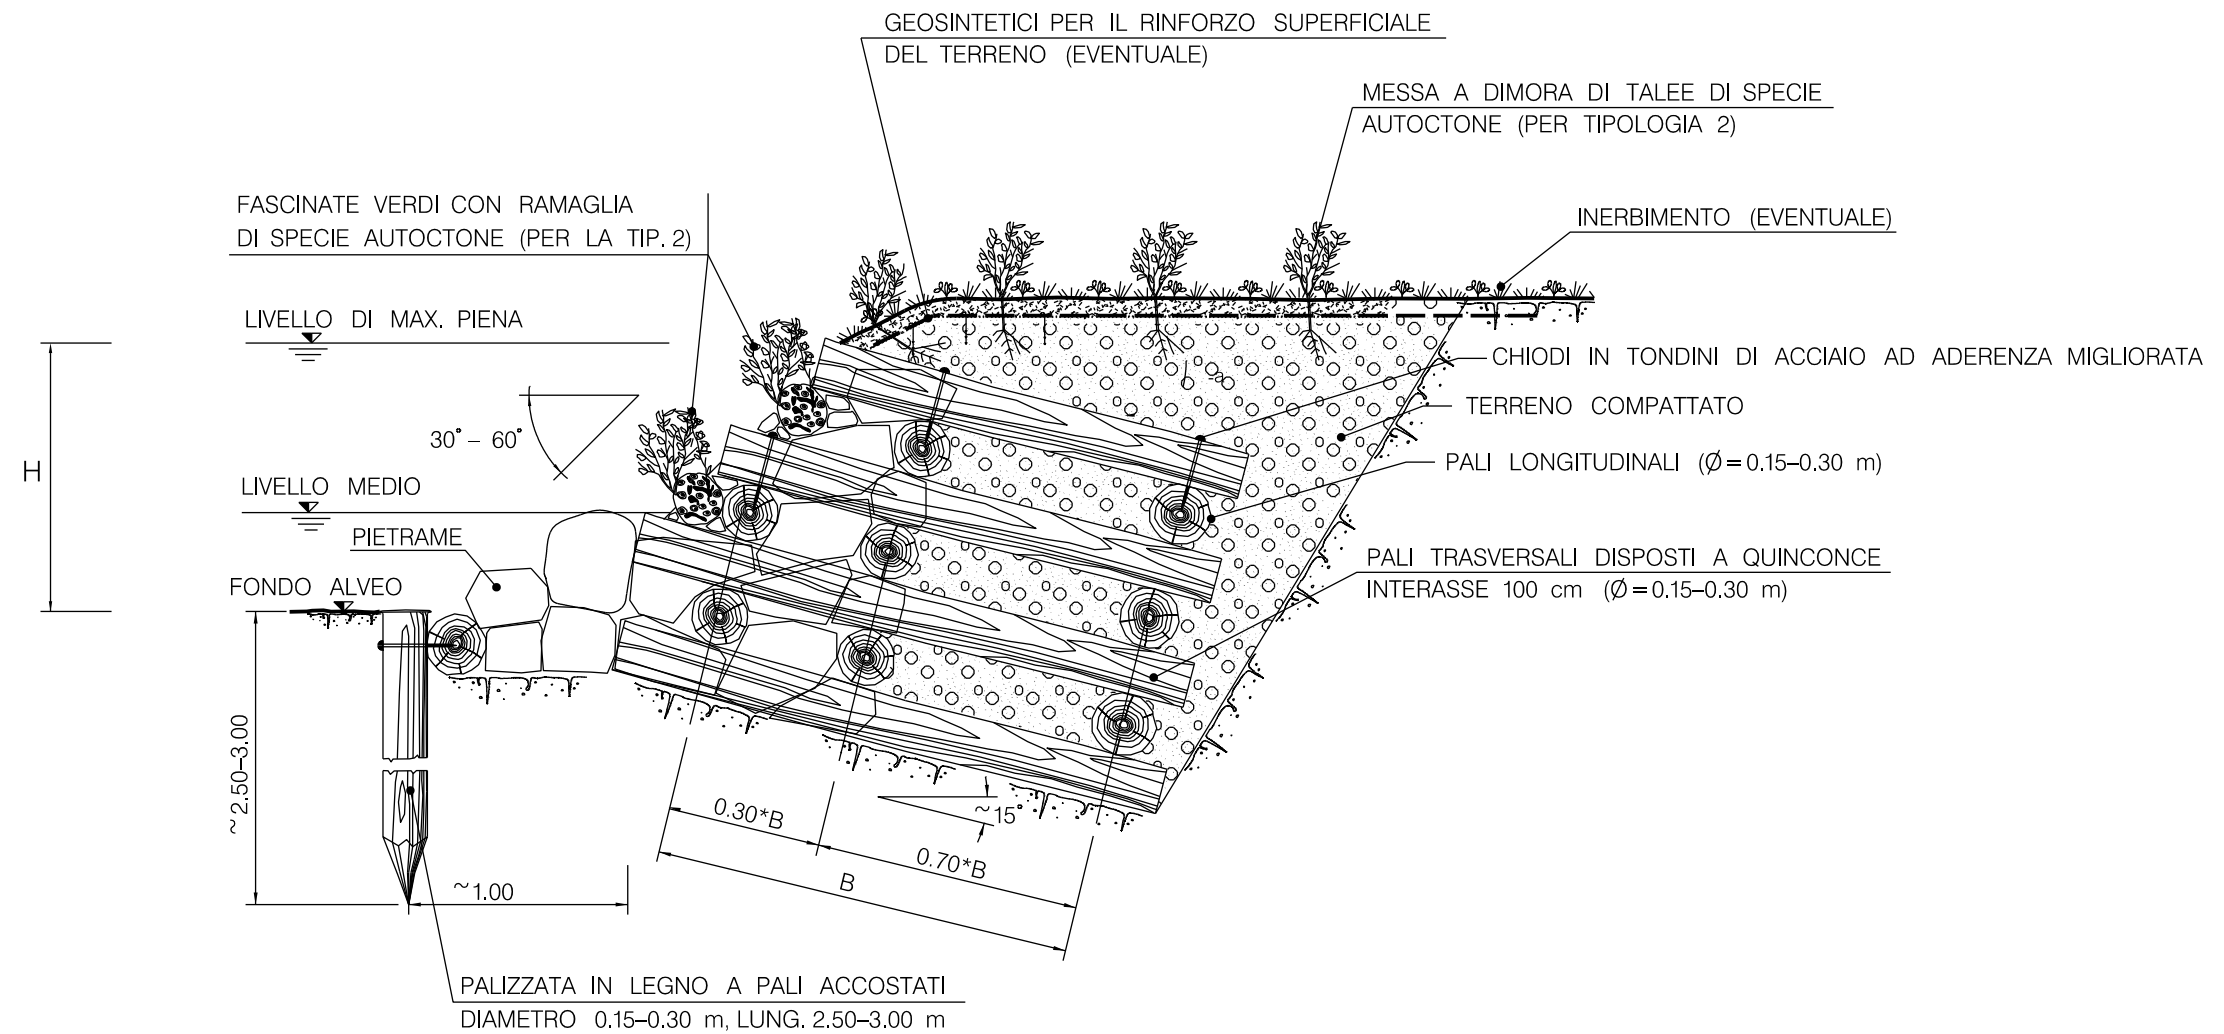 GEOSINTETICI PER IL RINFORZO SUPERFICIALE
DEL TERRENO (EVENTUALE)
MESSA A DIMORA DI TALEE DI SPECIE
AUTOCTONE (PER TIPOLOGIA 2)
FASCINATE VERDI CON RAMAGLIA
DI SPECIE AUTOCTONE (PER LA TIP. 2)
INERBIMENTO (EVENTUALE)
LIVELLO DI MAX. PIENA
CHIODI IN TONDINI DI ACCIAIO AD ADERENZA MIGLIORATA
TERRENO COMPATTATO
30° – 60°
H
PALI LONGITUDINALI (Ø=0.15–0.30 m)
LIVELLO MEDIO
PIETRAME
PALI TRASVERSALI DISPOSTI A QUINCONCE
INTERASSE 100 cm (Ø=0.15–0.30 m)
FONDO ALVEO
~2.50–3.00
0.30*B
~15°
0.70*B
B
~1.00
PALIZZATA IN LEGNO A PALI ACCOSTATI
DIAMETRO 0.15–0.30 m, LUNG. 2.50–3.00 m